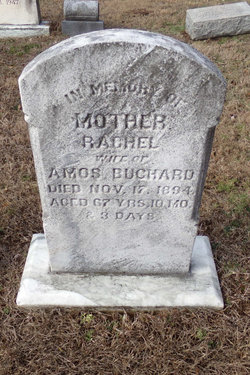 IN MEMORY OF
MOTHER
RACHEL
WIFE OF
AMOS BUCHARD
DIED NOV. 17, 1894,
AGED 67 YRS. 10 MO.
& 3 DAYS.